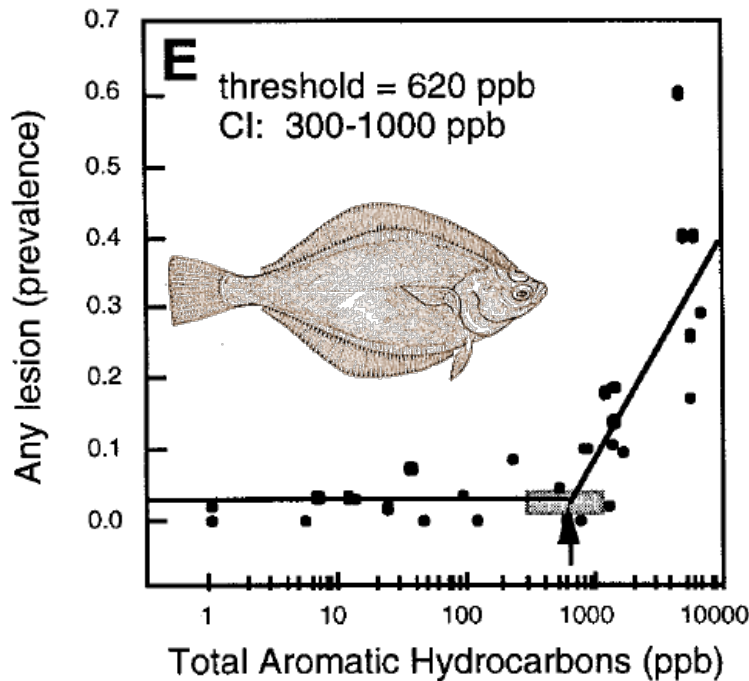 E
threshold = 620 ppb
CI: 300-1000 ppb
Any lesion (prevalence)
0.7
0.6
0.5
0.4
0.3
0.2
0.1
0.0
1 10 100 1000 10000
Total Aromatic Hydrocarbons (ppb)